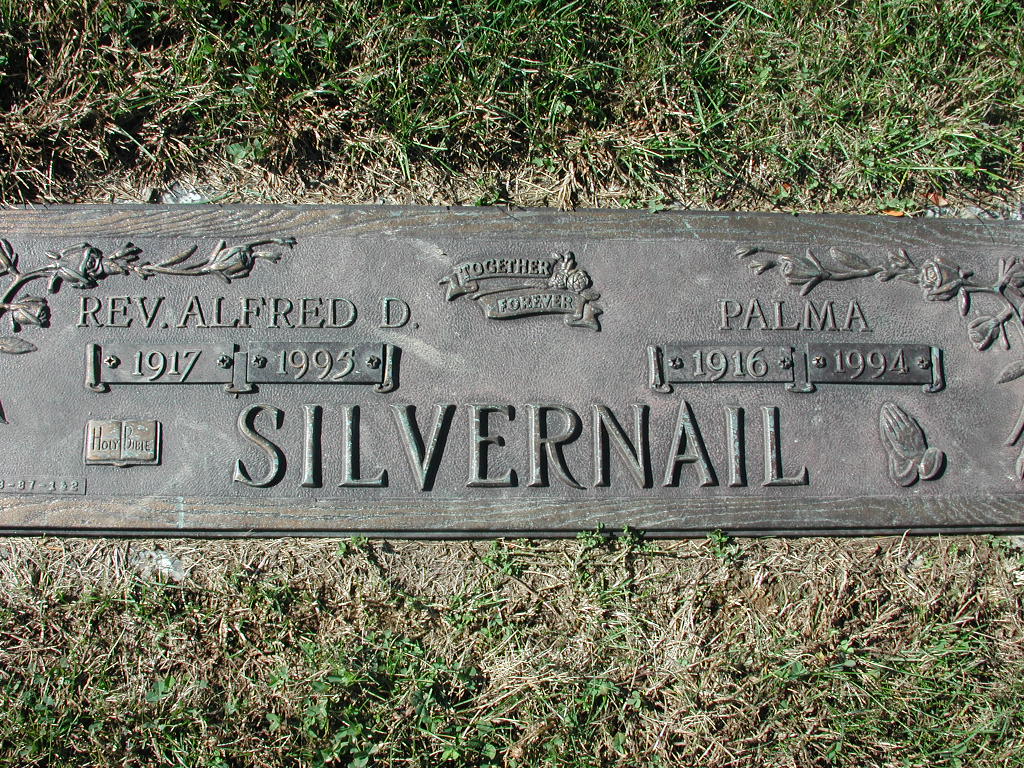 TOGETHER
FOREVER
REV. ALFRED D.
PALMA
1917 1995
1916 1994
SILVERNAIL
HOLY BIBLE